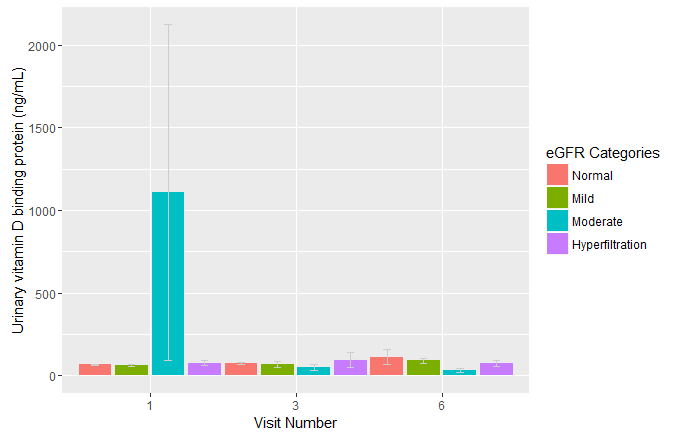 Urinary vitamin D binding protein (ng/mL)
2000
1500
1000
500
0
1
3
6
Visit Number
eGFR Categories
Normal
Mild
Moderate
Hyperfiltration